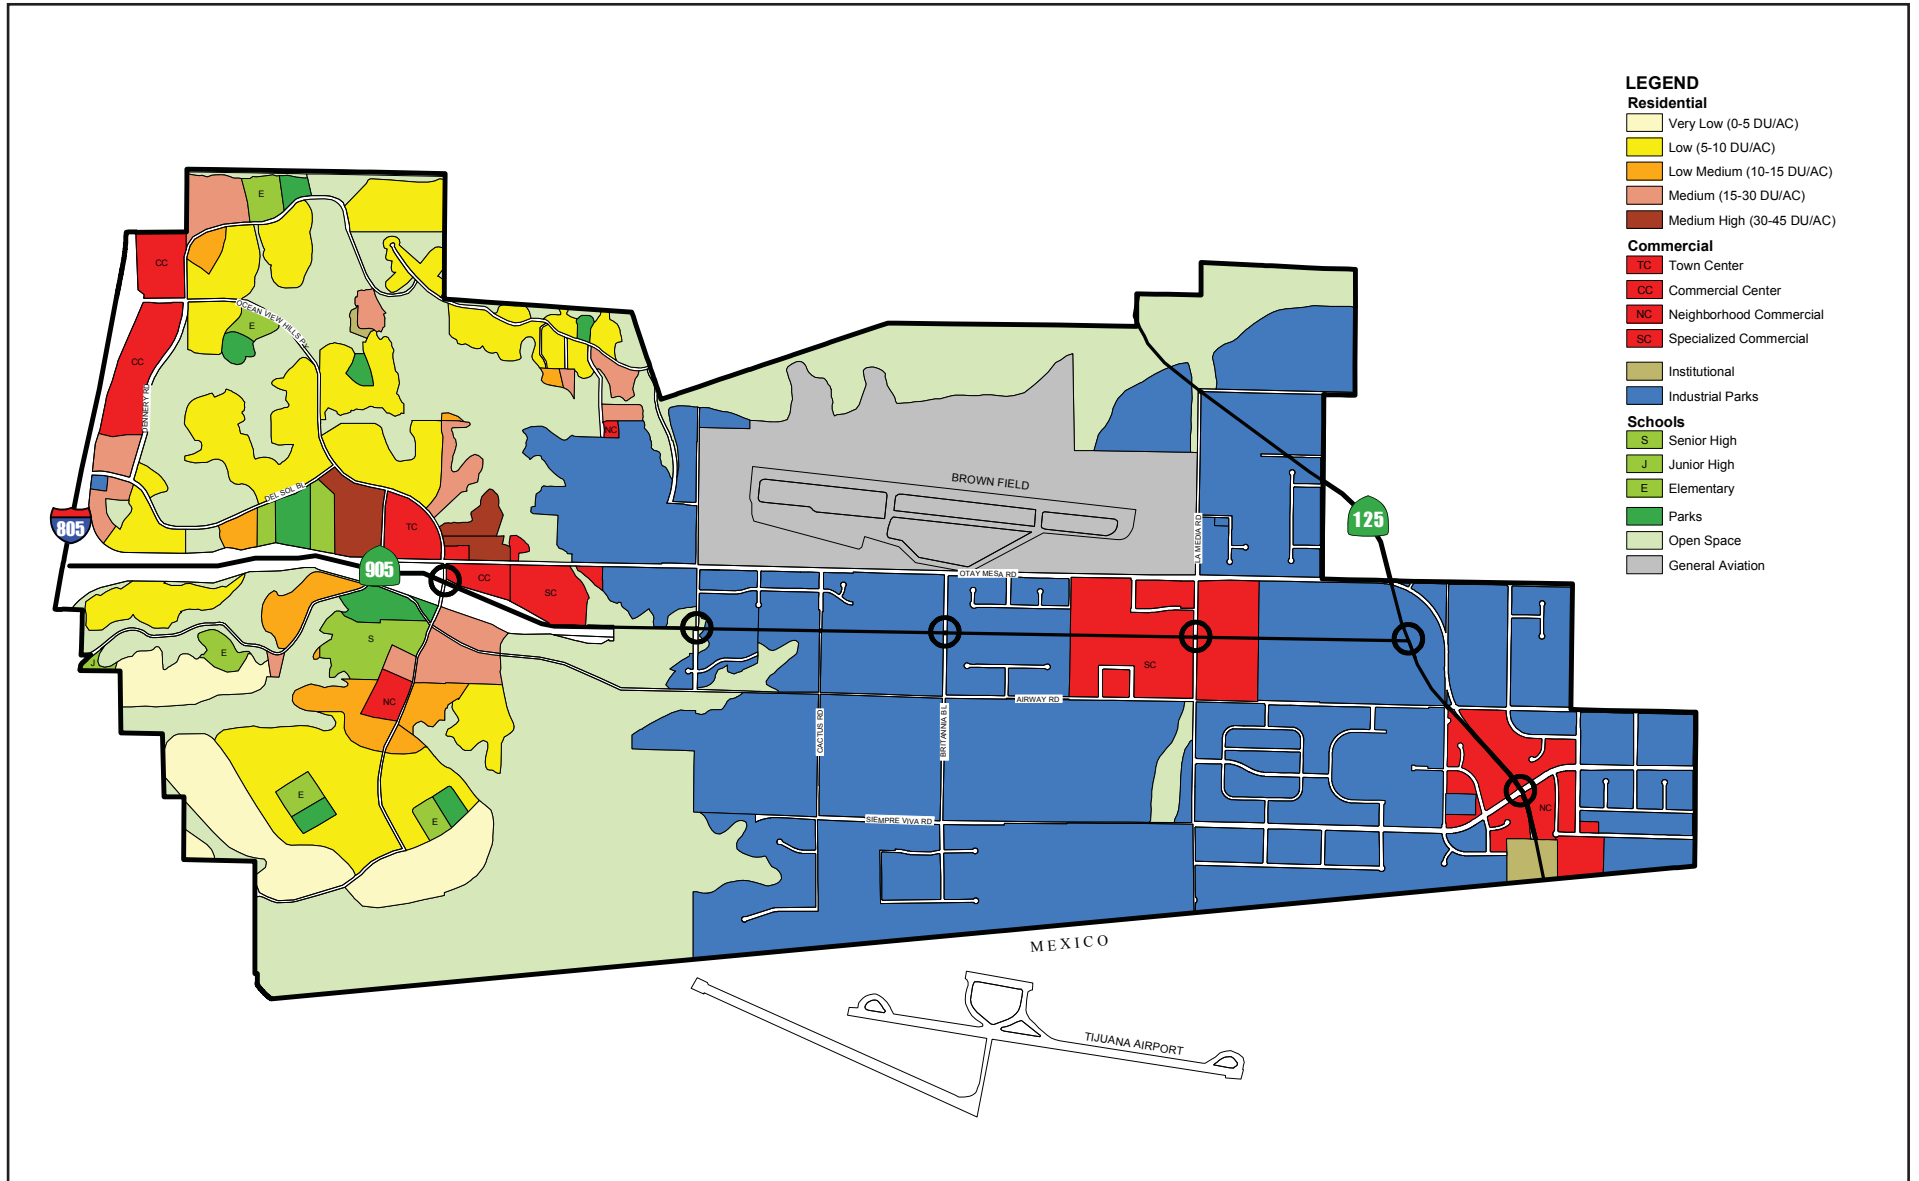 LEGEND
Residential
Very Low (0-5 DU/AC)
Low (5-10 DU/AC)
Low Medium (10-15 DU/AC)
Medium (15-30 DU/AC)
Medium High (30-45 DU/AC)
Commercial
TC Town Center
CC Commercial Center
NC Neighborhood Commercial
SC Specialized Commercial
Institutional
Industrial Parks
Schools
S Senior High
J Junior High
E Elementary
Parks
Open Space
General Aviation
E
CC
OCEAN VIEW HILLS PY
E
CC
DENNERY RD
NC
DEL SOL BL
BROWN FIELD
805
TC
125
LA MEDIA RD
905
CC
OTAY MESA RD
SC
S
E
J
SC
NC
AIRWAY RD
CACTUS RD
BRITANNIA BL
E
E
SIEMPRE VIVA RD
NC
MEXICO
TIJUANA AIRPORT